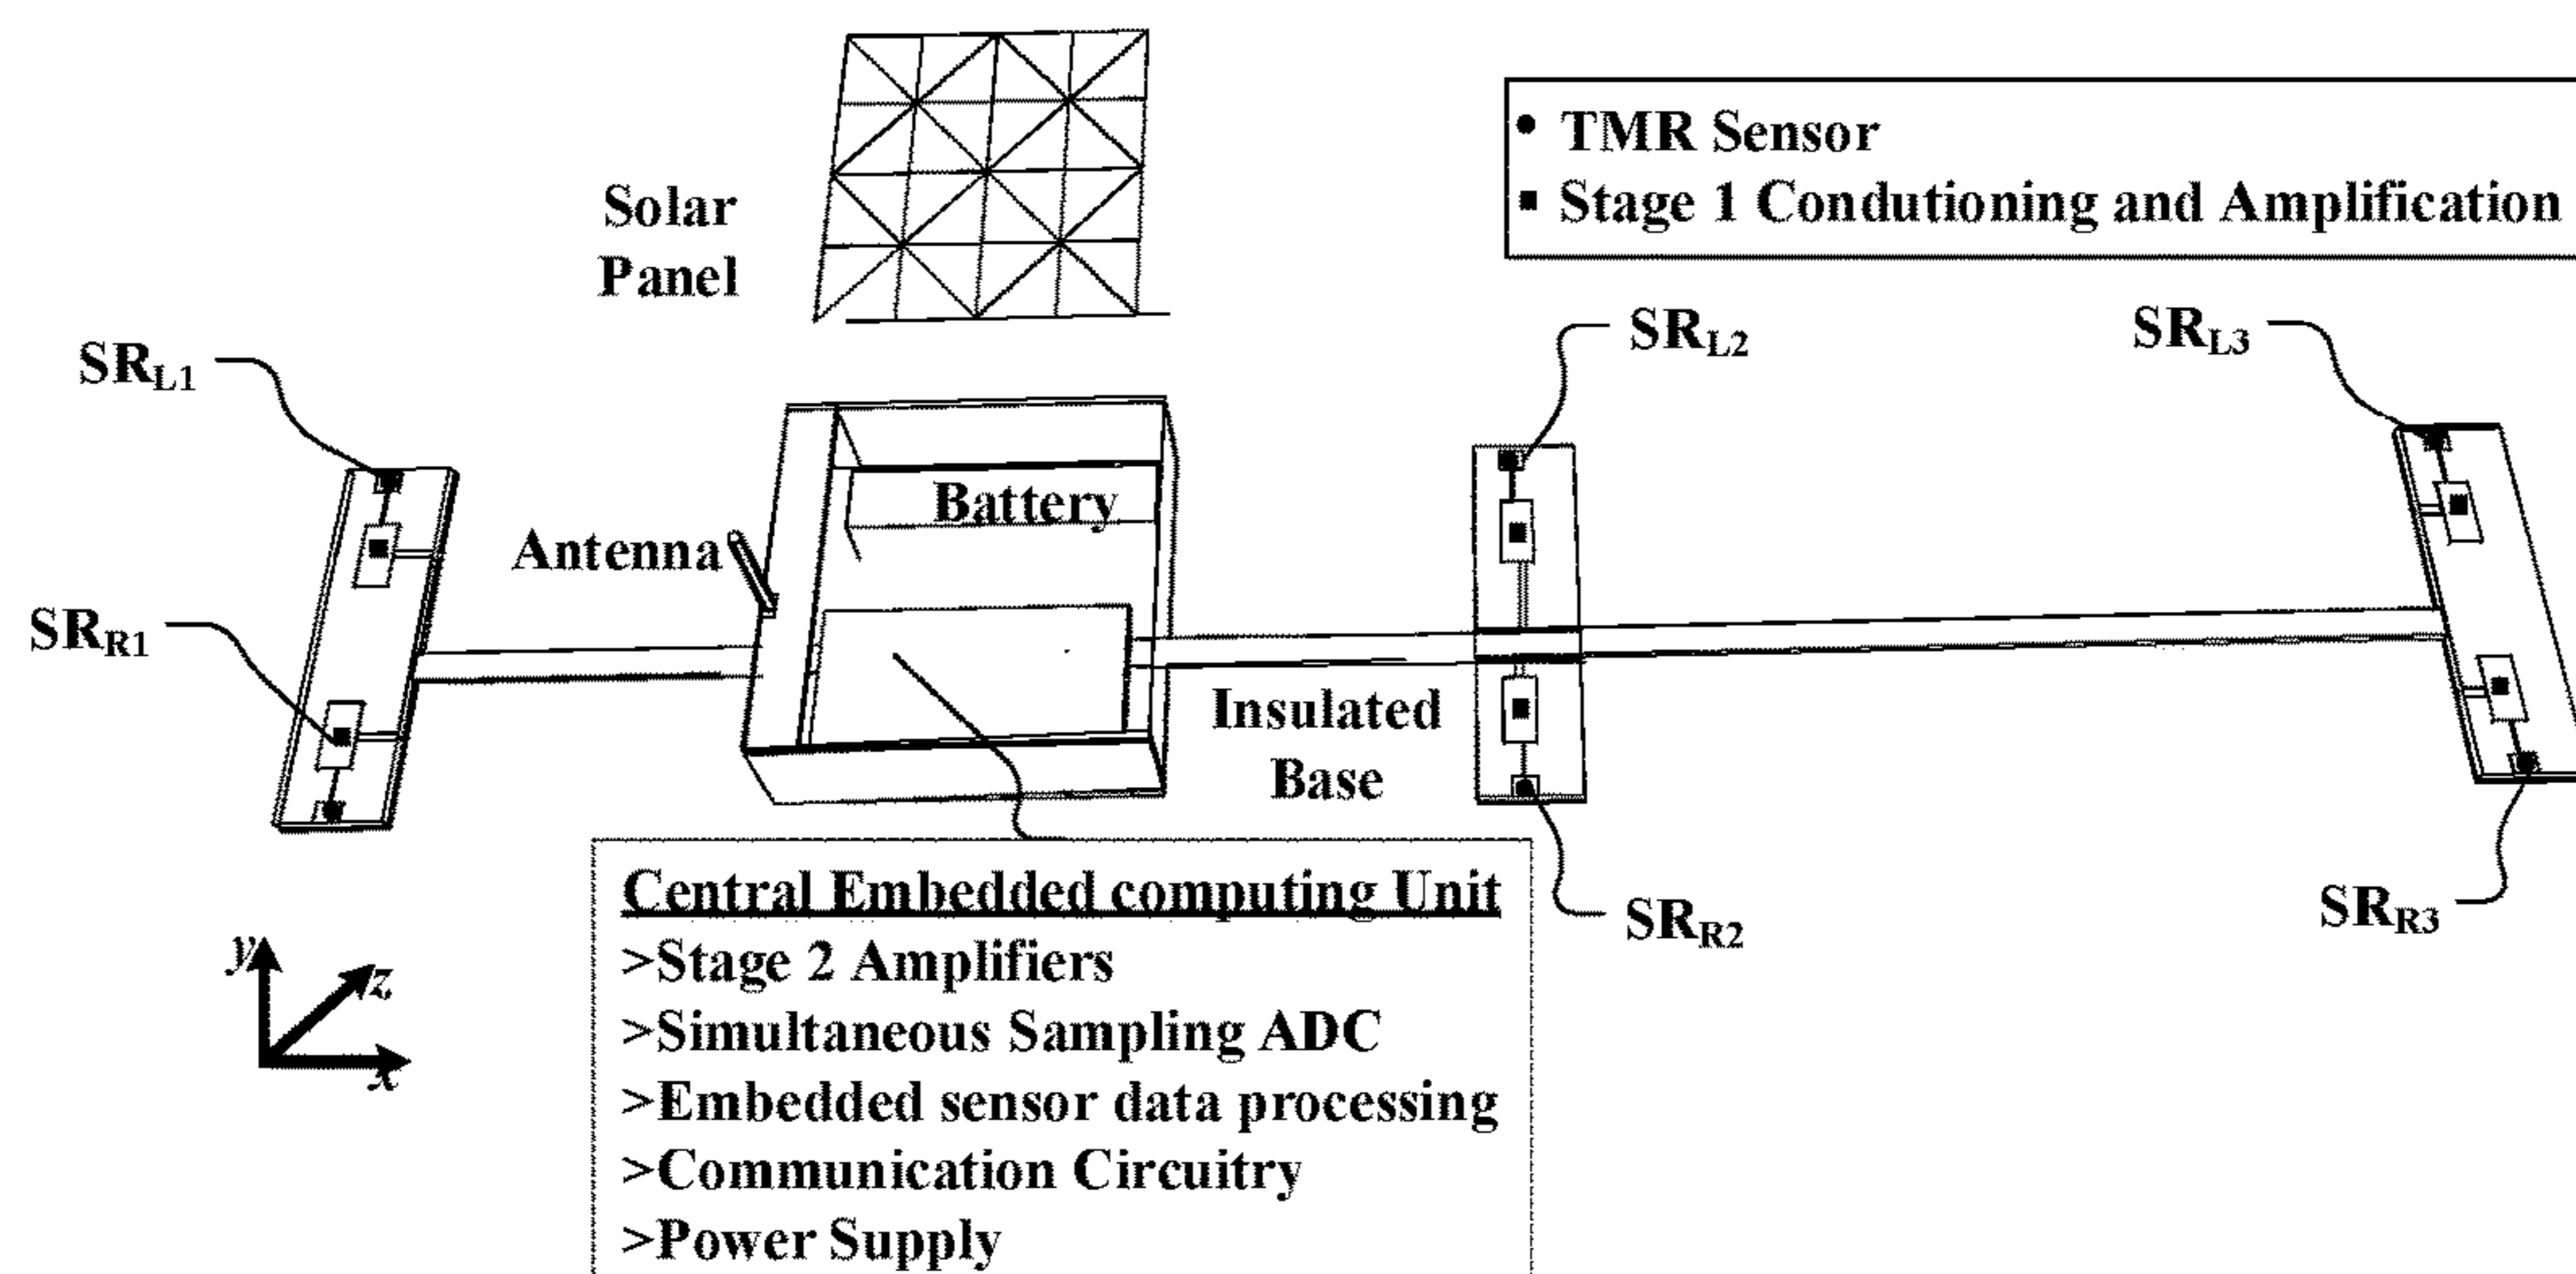 Solar
Panel
• TMR Sensor
▪ Stage 1 Condutioning and Amplification
SRL1
SRL2
SRL3
Battery
Antenna
SRR1
Insulated
Base
SRR2
SRR3
Central Embedded computing Unit
>Stage 2 Amplifiers
>Simultaneous Sampling ADC
>Embedded sensor data processing
>Communication Circuitry
>Power Supply
y
z
x